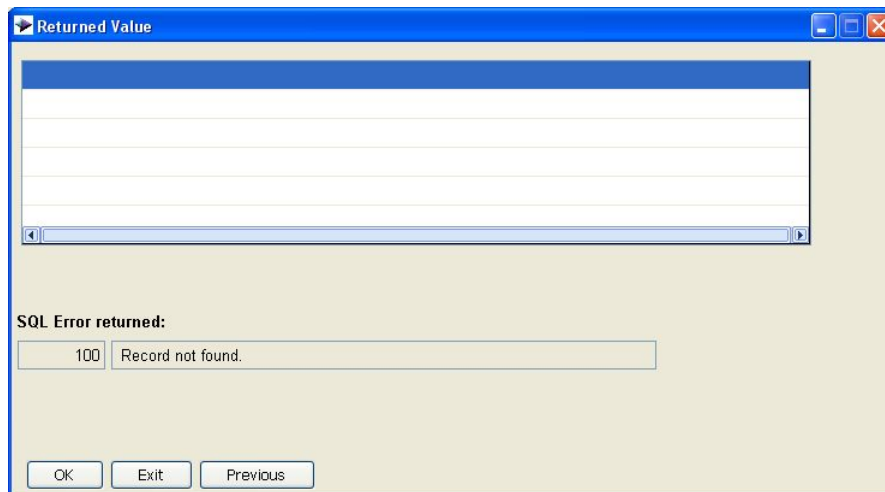 Returned Value
SQL Error returned:
100 Record not found.
OK Exit Previous